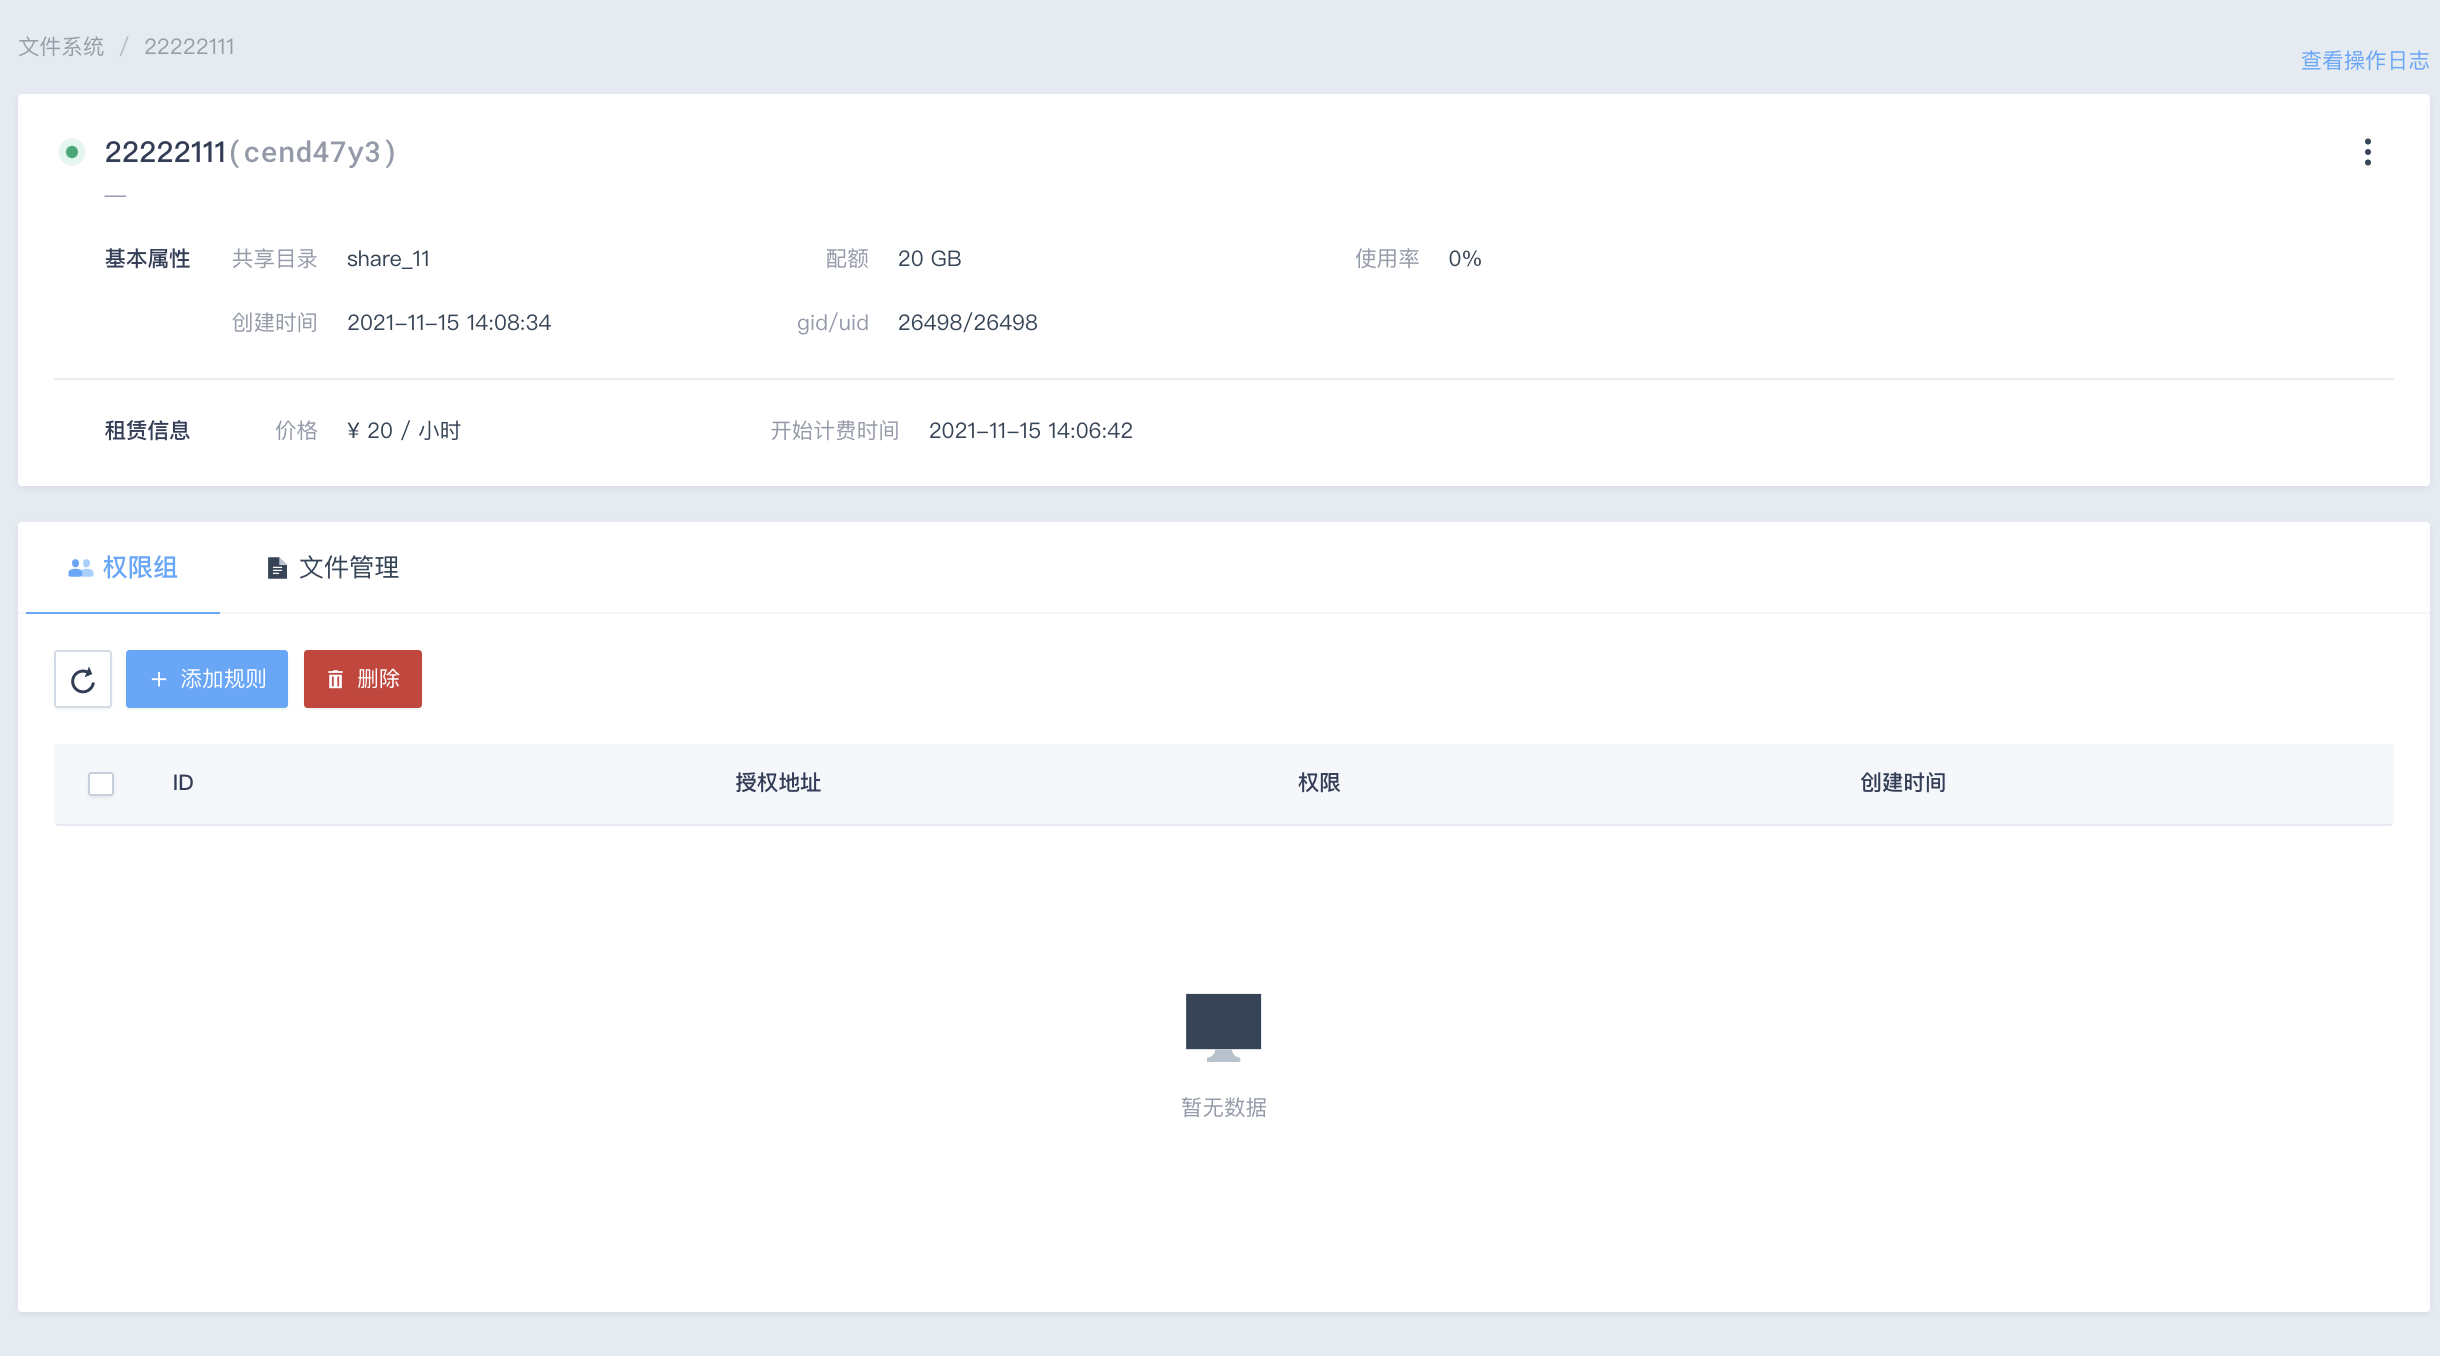 文件系统 / 22222111
查看操作日志
22222111(cend47y3)
—
基本属性 共享目录 share_11 配额 20 GB 使用率 0%
创建时间 2021-11-15 14:08:34 gid/uid 26498/26498
租赁信息 价格 ¥ 20 / 小时 开始计费时间 2021-11-15 14:06:42
权限组 文件管理
+ 添加规则 删除
ID 授权地址 权限 创建时间
暂无数据